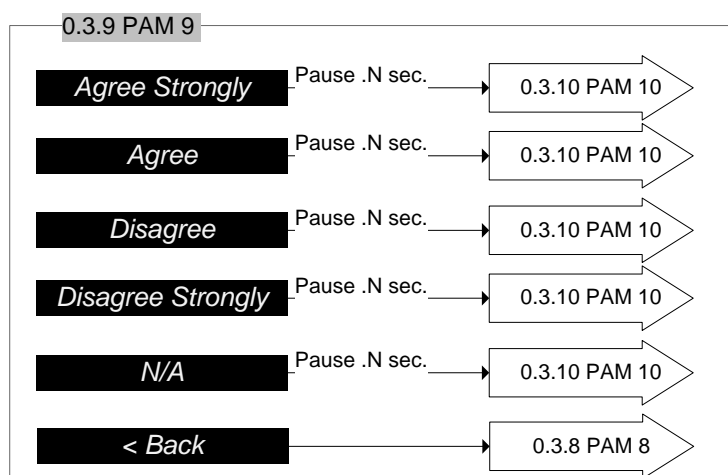 0.3.9 PAM 9
Agree Strongly Pause .N sec. 0.3.10 PAM 10
Agree Pause .N sec. 0.3.10 PAM 10
Disagree Pause .N sec. 0.3.10 PAM 10
Disagree Strongly Pause .N sec. 0.3.10 PAM 10
N/A Pause .N sec. 0.3.10 PAM 10
< Back 0.3.8 PAM 8